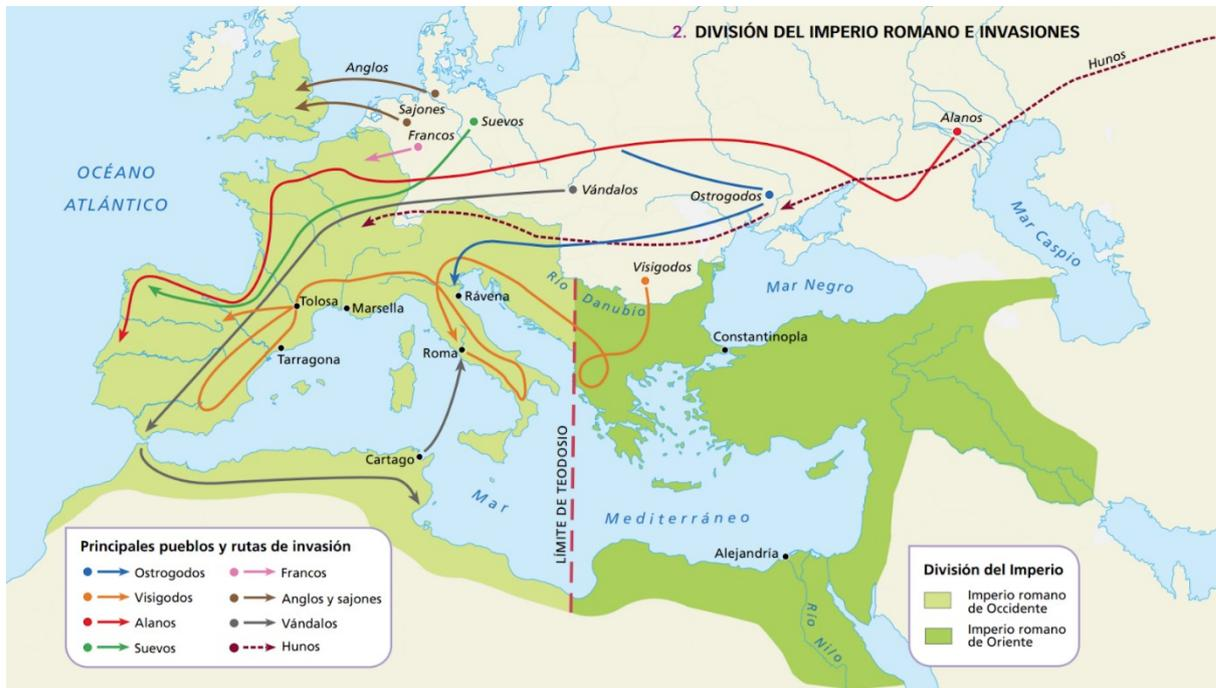 2. DIVISIÓN DEL IMPERIO ROMANO E INVASIONES
Hunos
Anglos
Sajones
Suevos
Alanos
Francos
OCÉANO
ATLÁNTICO
Vándalos
Ostrogodos
Mar Caspio
Visigodos
Río Danubio
Mar Negro
Rávena
Tolosa
Marsella
Constantinopla
Roma
Tarragona
LÍMITE DE TEODOSIO
Cartago
Mar
Mediterráneo
Alejandría
Río Nilo
Principales pueblos y rutas de invasión
Ostrogodos
Visigodos
Alanos
Suevos
Francos
Anglos y sajones
Vándalos
Hunos
División del Imperio
Imperio romano
de Occidente
Imperio romano
de Oriente